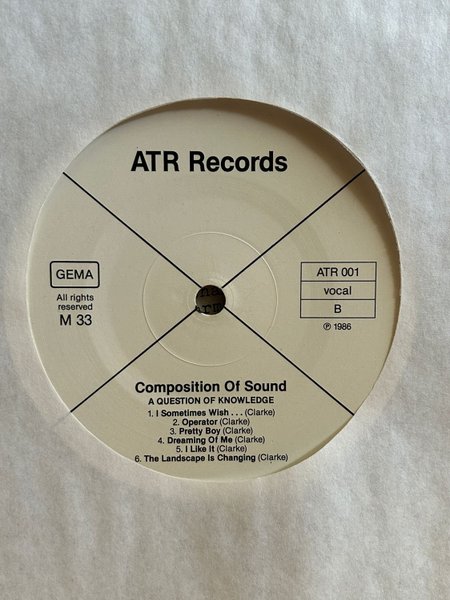 ATR Records
GEMA
All rights
reserved
M 33
ATR 001
vocal
B
℗ 1986
Composition Of Sound
A QUESTION OF KNOWLEDGE
1. I Sometimes Wish . . . (Clarke)
2. Operator (Clarke)
3. Pretty Boy (Clarke)
4. Dreaming Of Me (Clarke)
5. I Like It (Clarke)
6. The Landscape Is Changing (Clarke)